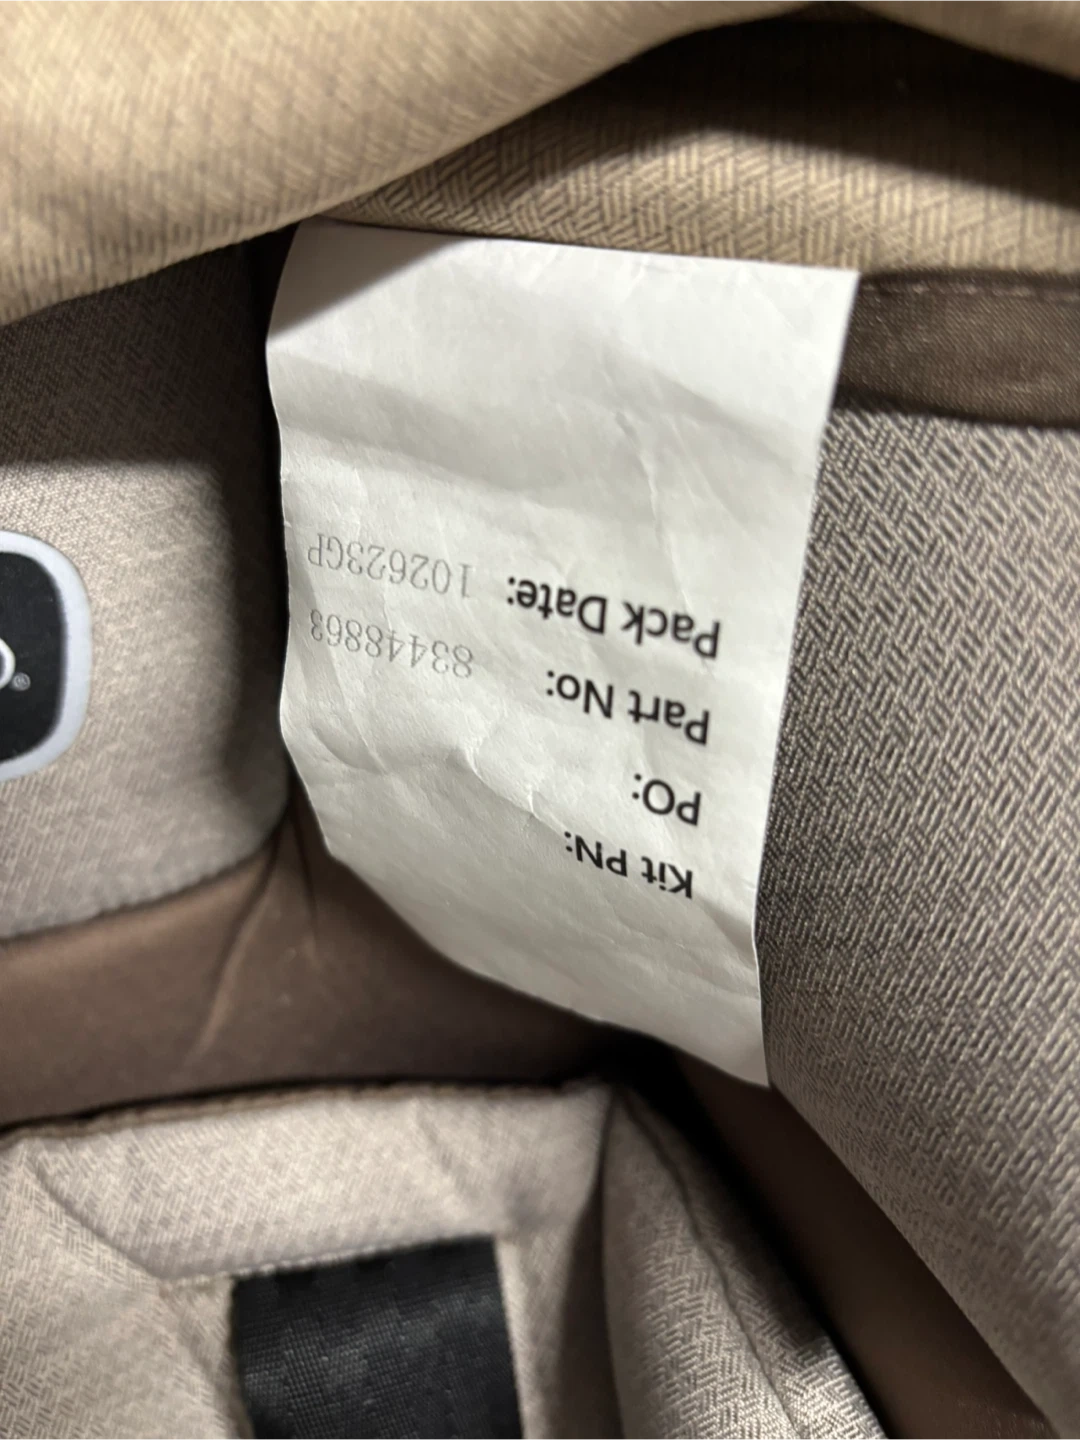 Kit PN:
PO:
Part No: 83448863
Pack Date: 102623GP
®